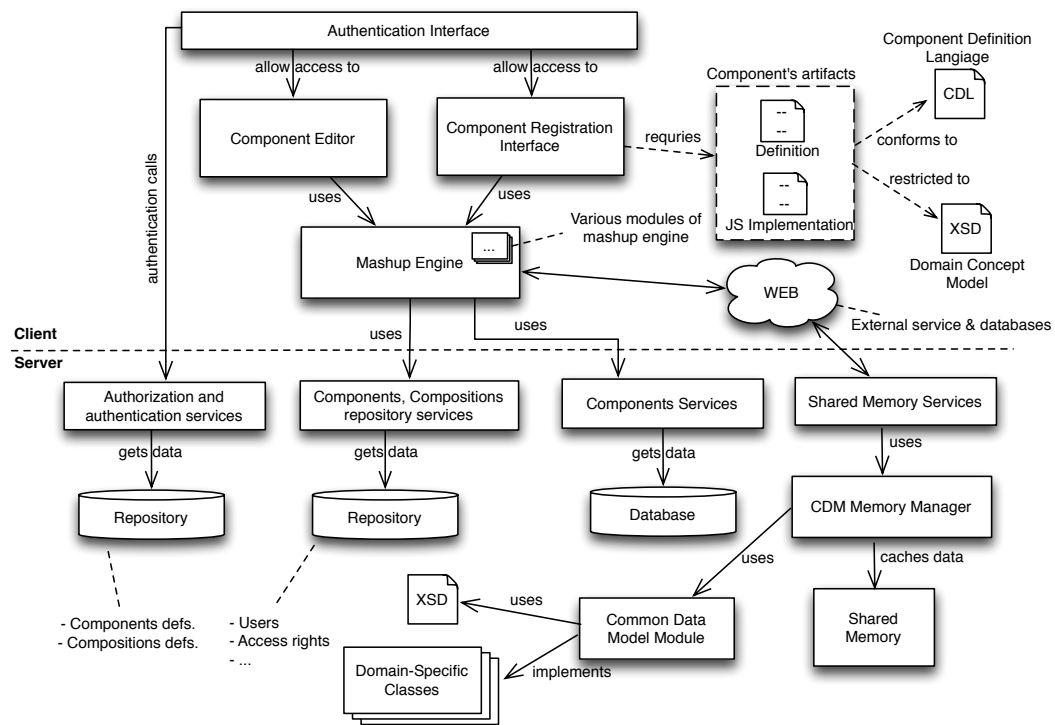 Authentication Interface
allow access to
allow access to
Component Definition
Langiage
CDL
Component's artifacts
--
--
Definition
--
--
JS Implementation
conforms to
restricted to
XSD
Domain Concept
Model
Component Editor
Component Registration
Interface
requries
authentication calls
uses
uses
Mashup Engine
...
Various modules of
mashup engine
WEB
External service & databases
uses
uses
Client
Server
Authorization and
authentication services
Components, Compositions
repository services
Components Services
Shared Memory Services
gets data
gets data
gets data
uses
Repository
Repository
Database
CDM Memory Manager
uses
caches data
- Components defs.
- Compositions defs.
- Users
- Access rights
- ...
XSD
uses
Common Data
Model Module
Shared
Memory
implements
Domain-Specific
Classes